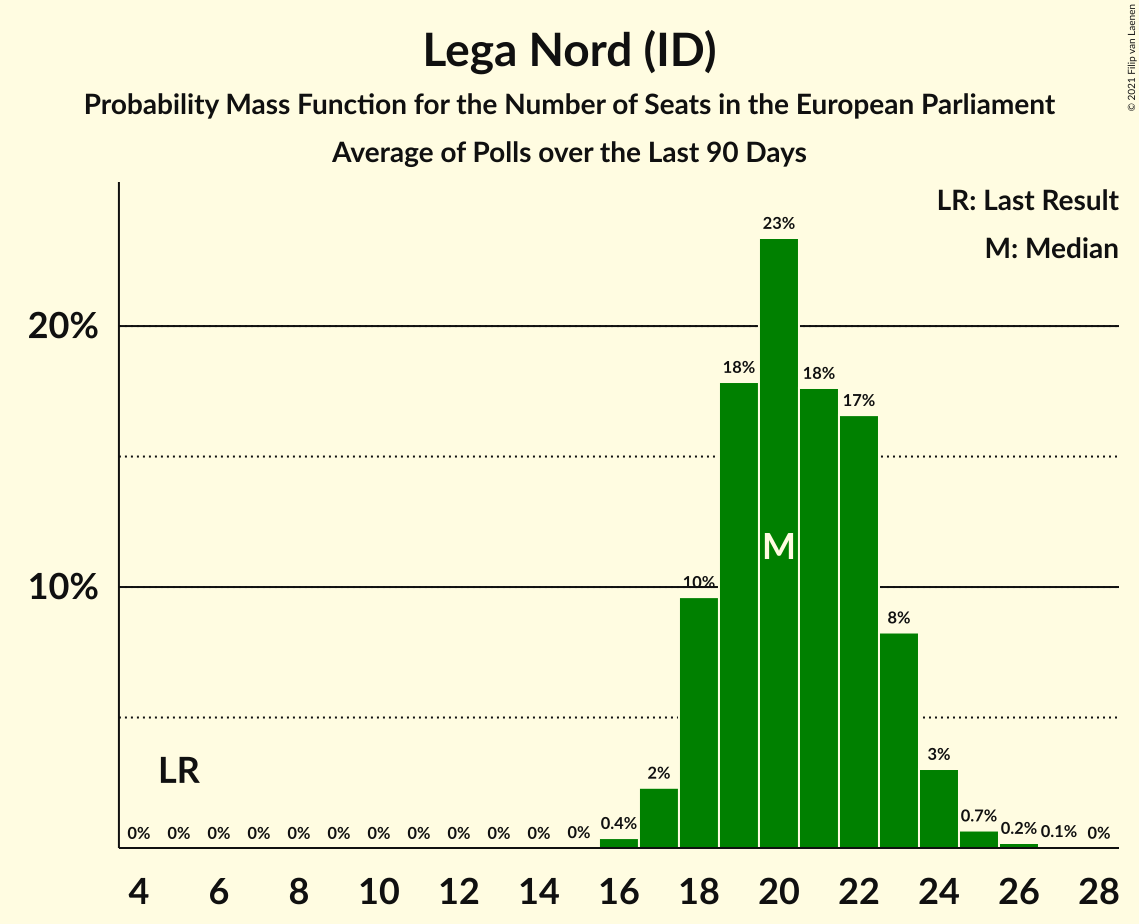 Lega Nord (ID)
Probability Mass Function for the Number of Seats in the European Parliament
Average of Polls over the Last 90 Days
© 2021 Filip van Laenen
LR: Last Result
M: Median
20%
10%
LR
M
0% 0% 0% 0% 0% 0% 0% 0% 0% 0% 0% 0% 0.4% 2% 10% 18% 23% 18% 17% 8% 3% 0.7% 0.2% 0.1% 0%
4 6 8 10 12 14 16 18 20 22 24 26 28